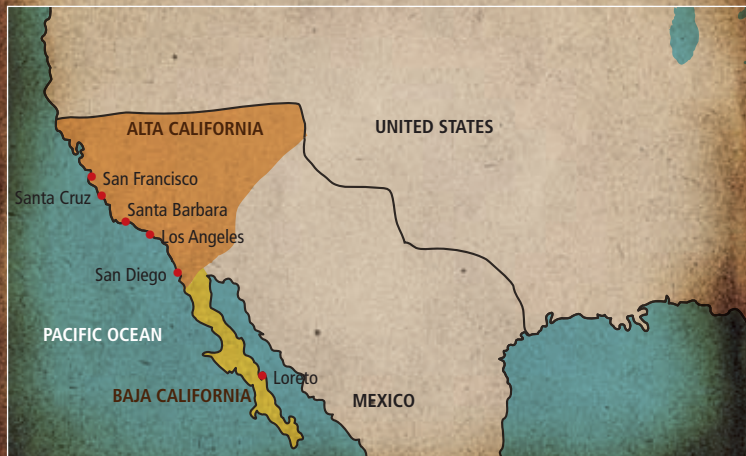 ALTA CALIFORNIA
UNITED STATES
San Francisco
Santa Cruz
Santa Barbara
Los Angeles
San Diego
PACIFIC OCEAN
Loreto
BAJA CALIFORNIA
MEXICO